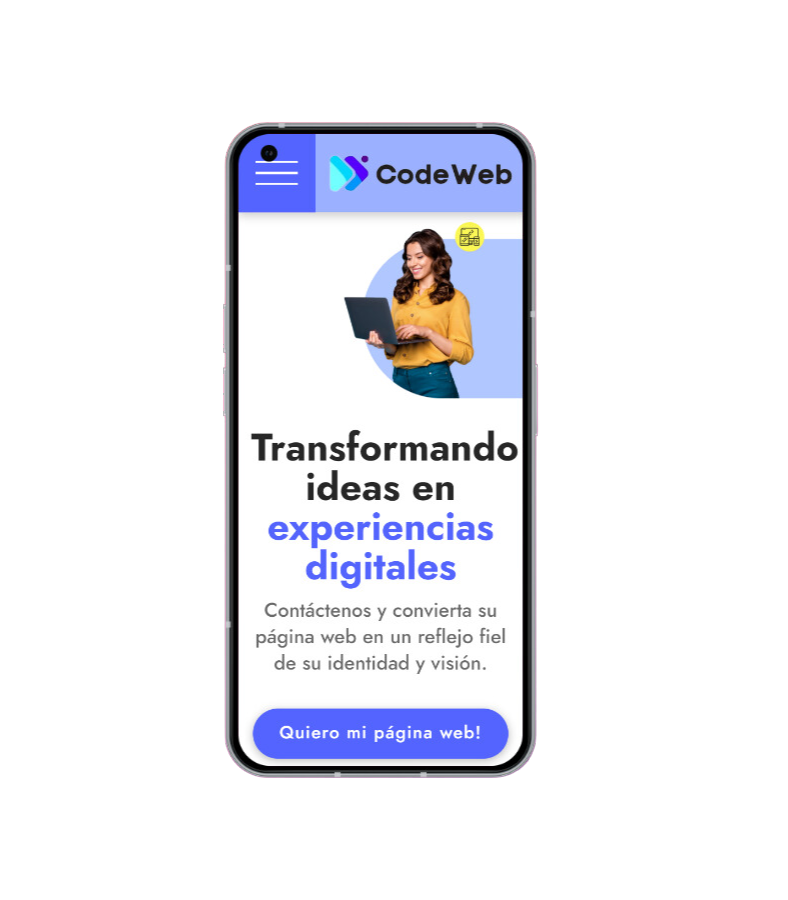 CodeWeb
Transformando
ideas en
experiencias
digitales
Contáctenos y convierta su
página web en un reflejo fiel
de su identidad y visión.
Quiero mi página web!